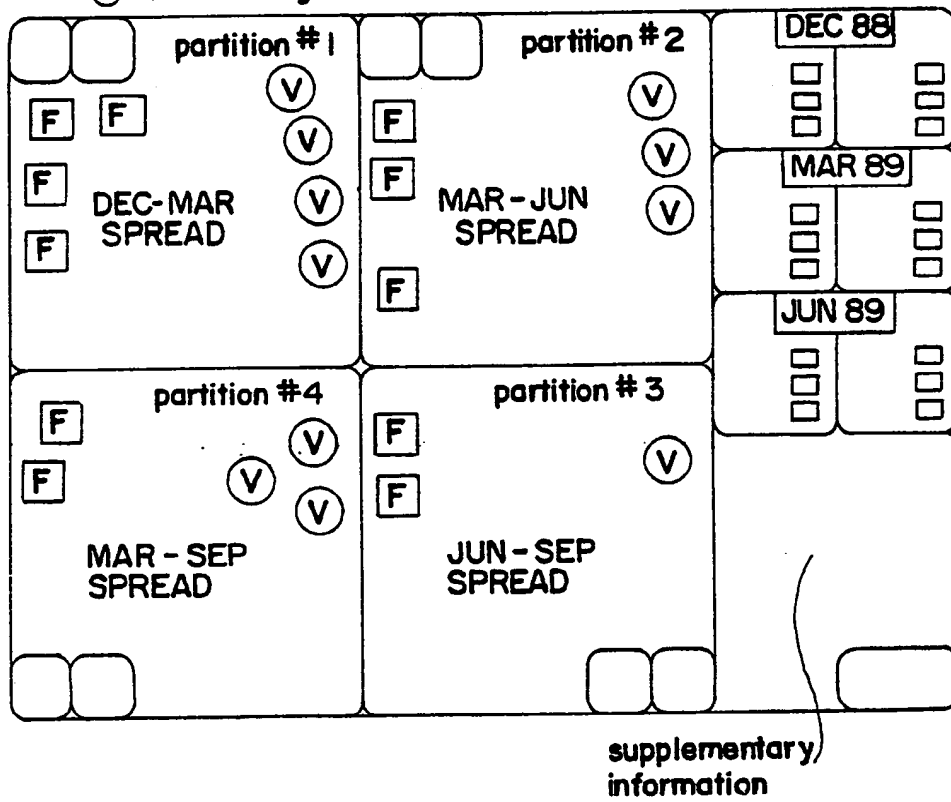 partition #1
V
F
F
V
F
V
DEC-MAR
SPREAD
F
V
partition #2
V
F
V
F
MAR-JUN
SPREAD
V
F
DEC 88
MAR 89
JUN 89
partition #4
F
V
F
V
V
MAR-SEP
SPREAD
partition #3
F
V
F
JUN-SEP
SPREAD
supplementary
information